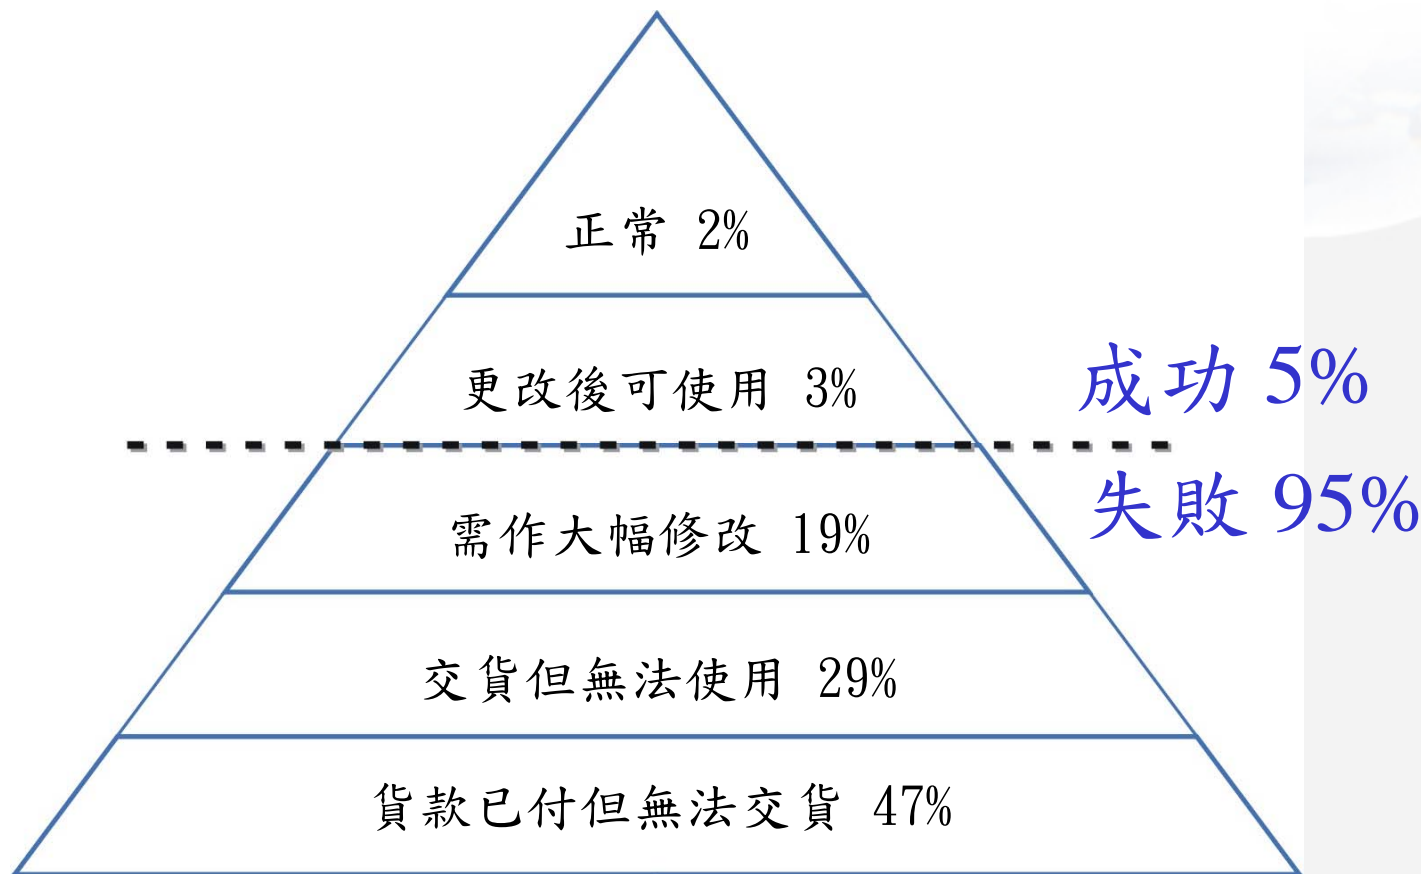 正常 2%
更改後可使用 3%
成功 5%
失敗 95%
需作大幅修改 19%
交貨但無法使用 29%
貨款已付但無法交貨 47%